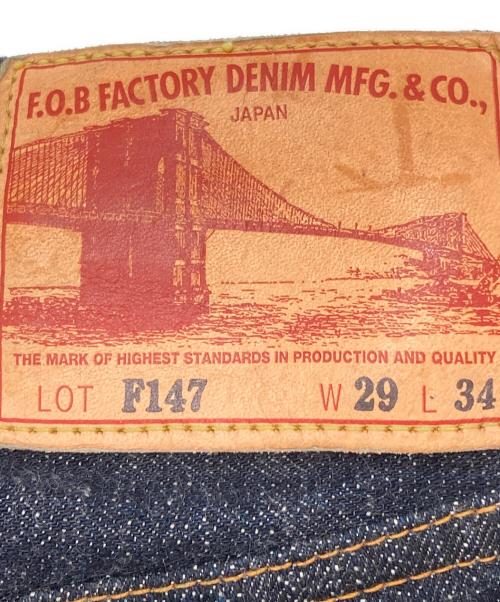 F.O.B FACTORY DENIM MFG. & CO.,
JAPAN
THE MARK OF HIGHEST STANDARDS IN PRODUCTION AND QUALITY
LOT F147 W 29 L 34